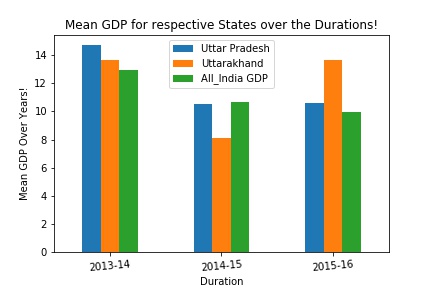 Mean GDP for respective States over the Durations!
Mean GDP Over Years!
14
12
10
8
6
4
2
0
Uttar Pradesh
Uttarakhand
All_India GDP
2013-14
2014-15
2015-16
Duration